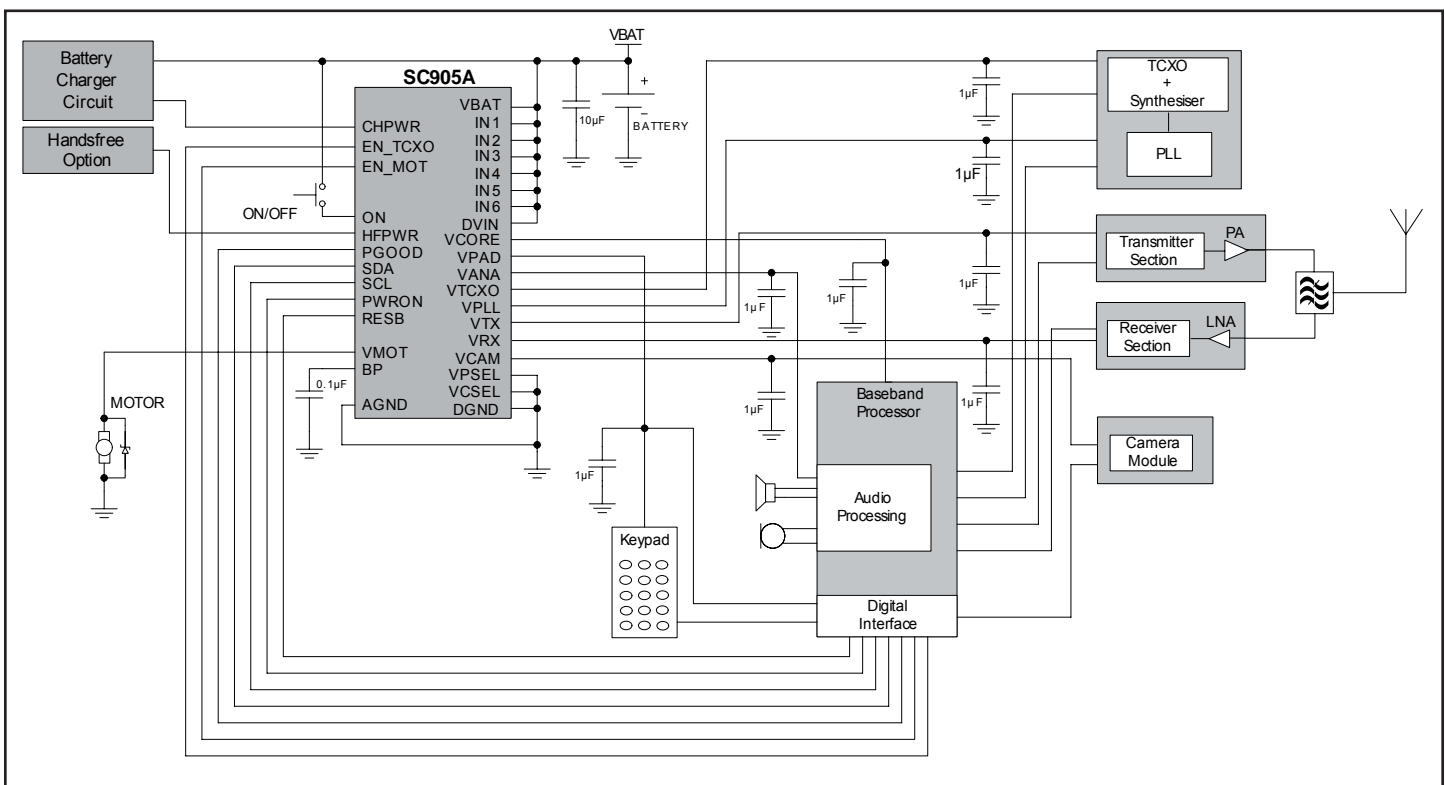 VBAT
Battery
Charger
Circuit
SC905A
TCXO
+
Synthesiser
PLL
1µF
+
–
BATTERY
10µF
VBAT
IN1
IN2
IN3
IN4
IN5
IN6
DVIN
VCORE
VPAD
VANA
VTCXO
VPLL
VTX
VRX
VCAM
VPSEL
VCSEL
DGND
CHPWR
EN_TCXO
EN_MOT
ON
HFPWR
PGOOD
SDA
SCL
PWRON
RESB
VMOT
BP
AGND
Handsfree
Option
ON/OFF
1µF
PA
Transmitter
Section
1µF
1µF
1µF
LNA
Receiver
Section
0.1µF
MOTOR
1µF
1µF
Baseband
Processor
Camera
Module
1µF
Audio
Processing
Keypad
Digital
Interface